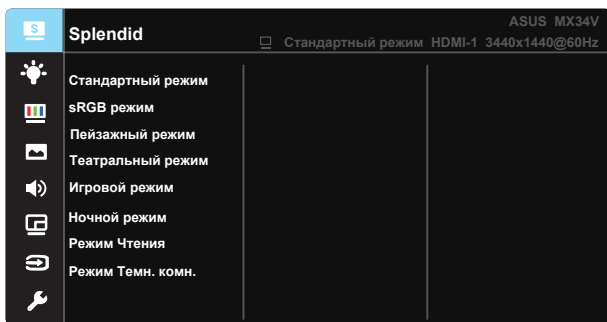 S
Splendid
ASUS MX34V
Стандартный режим HDMI-1 3440x1440@60Hz
Стандартный режим
sRGB режим
Пейзажный режим
Театральный режим
Игровой режим
Ночной режим
Режим Чтения
Режим Темн. комн.